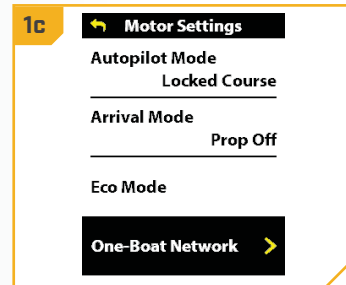 1c
Motor Settings
Autopilot Mode
Locked Course
Arrival Mode
Prop Off
Eco Mode
One-Boat Network